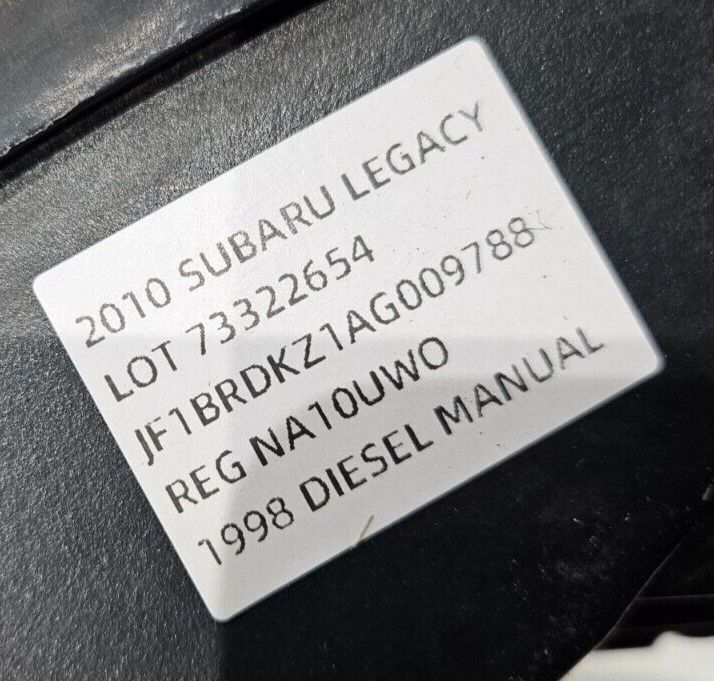 2010 SUBARU LEGACY
LOT 73322654
JF1BRDKZ1AG009788
REG NA10UWO
1998 DIESEL MANUAL